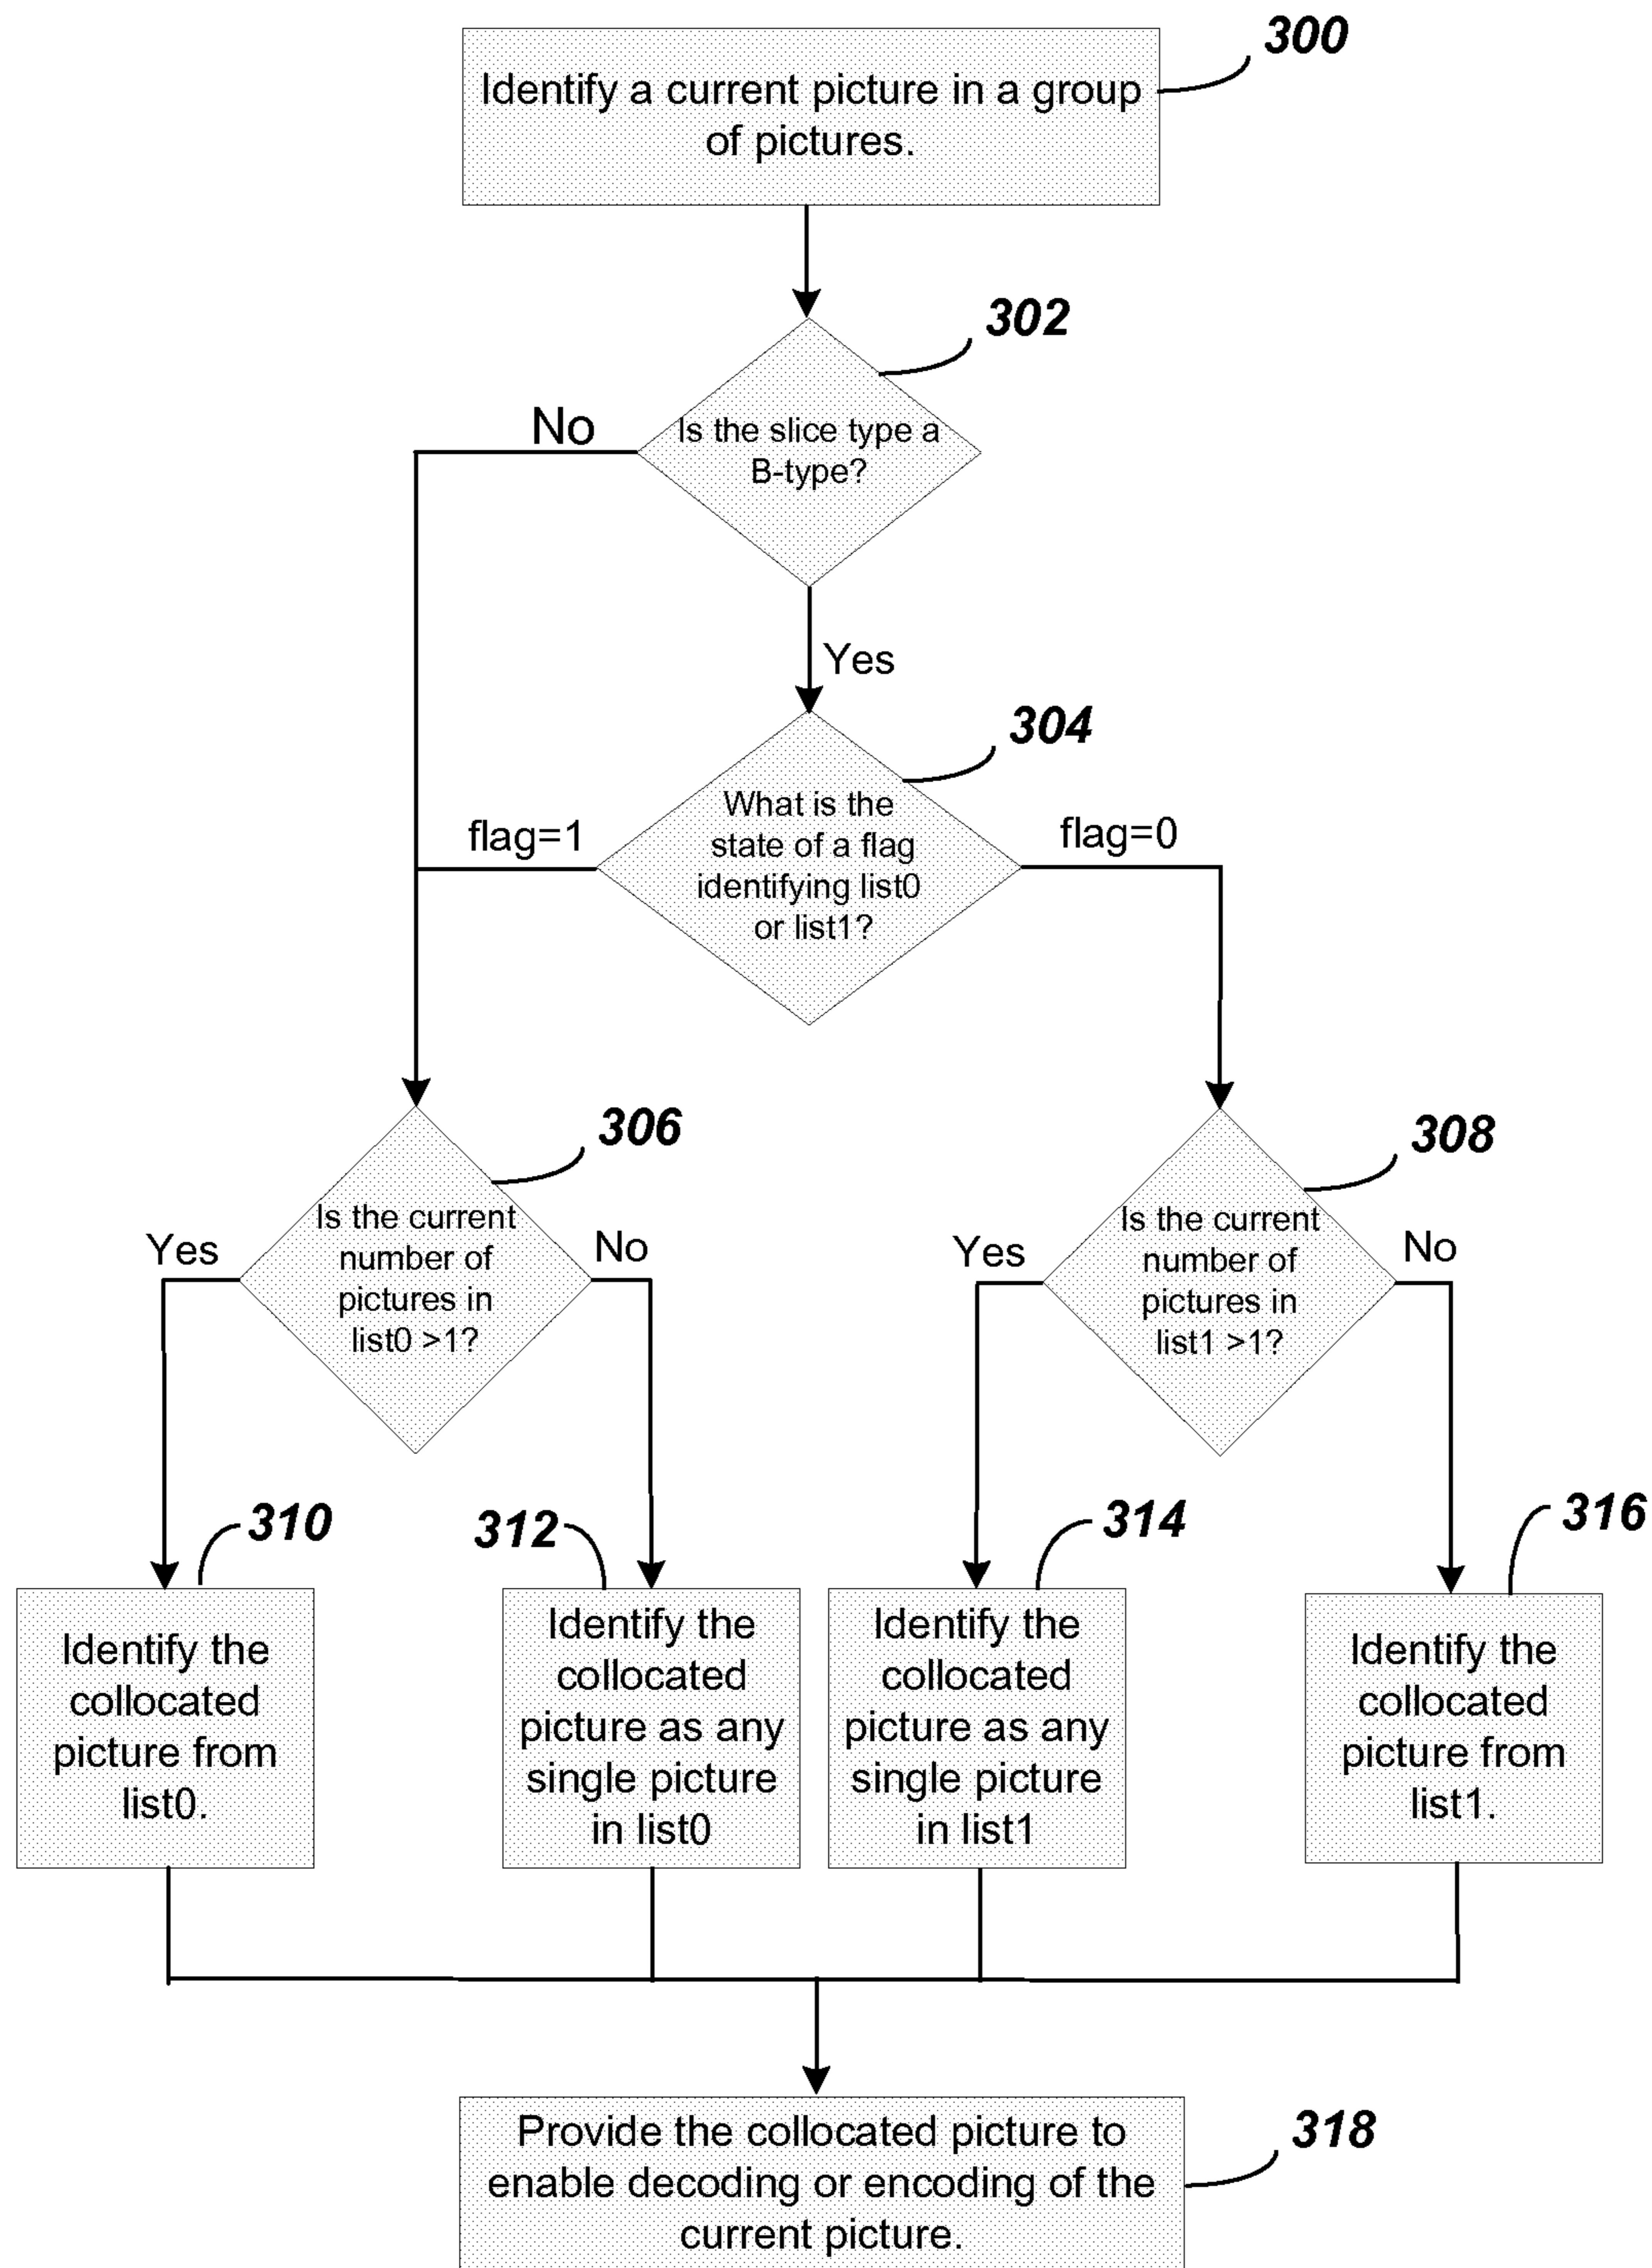 300
Identify a current picture in a group
of pictures.
302
Is the slice type a
B-type?
No
Yes
304
What is the
state of a flag
identifying list0
or list1?
flag=1
flag=0
306
Is the current
number of
pictures in
list0 >1?
Yes
No
308
Is the current
number of
pictures in
list1 >1?
Yes
No
310
Identify the
collocated
picture from
list0.
312
Identify the
collocated
picture as any
single picture
in list0
314
Identify the
collocated
picture as any
single picture
in list1
316
Identify the
collocated
picture from
list1.
Provide the collocated picture to
enable decoding or encoding of the
current picture.
318